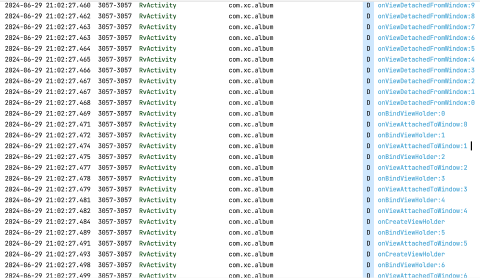 2024-06-29 21:02:27.460 3057-3057 RvActivity com.xc.album D onViewDetachedFromWindow:9
2024-06-29 21:02:27.462 3057-3057 RvActivity com.xc.album D onViewDetachedFromWindow:8
2024-06-29 21:02:27.463 3057-3057 RvActivity com.xc.album D onViewDetachedFromWindow:7
2024-06-29 21:02:27.463 3057-3057 RvActivity com.xc.album D onViewDetachedFromWindow:6
2024-06-29 21:02:27.464 3057-3057 RvActivity com.xc.album D onViewDetachedFromWindow:5
2024-06-29 21:02:27.465 3057-3057 RvActivity com.xc.album D onViewDetachedFromWindow:4
2024-06-29 21:02:27.466 3057-3057 RvActivity com.xc.album D onViewDetachedFromWindow:3
2024-06-29 21:02:27.467 3057-3057 RvActivity com.xc.album D onViewDetachedFromWindow:2
2024-06-29 21:02:27.467 3057-3057 RvActivity com.xc.album D onViewDetachedFromWindow:1
2024-06-29 21:02:27.468 3057-3057 RvActivity com.xc.album D onViewDetachedFromWindow:0
2024-06-29 21:02:27.469 3057-3057 RvActivity com.xc.album D onBindViewHolder:0
2024-06-29 21:02:27.471 3057-3057 RvActivity com.xc.album D onViewAttachedToWindow:0
2024-06-29 21:02:27.472 3057-3057 RvActivity com.xc.album D onBindViewHolder:1
2024-06-29 21:02:27.474 3057-3057 RvActivity com.xc.album D onViewAttachedToWindow:1
2024-06-29 21:02:27.475 3057-3057 RvActivity com.xc.album D onBindViewHolder:2
2024-06-29 21:02:27.477 3057-3057 RvActivity com.xc.album D onViewAttachedToWindow:2
2024-06-29 21:02:27.478 3057-3057 RvActivity com.xc.album D onBindViewHolder:3
2024-06-29 21:02:27.479 3057-3057 RvActivity com.xc.album D onViewAttachedToWindow:3
2024-06-29 21:02:27.481 3057-3057 RvActivity com.xc.album D onBindViewHolder:4
2024-06-29 21:02:27.482 3057-3057 RvActivity com.xc.album D onViewAttachedToWindow:4
2024-06-29 21:02:27.484 3057-3057 RvActivity com.xc.album D onCreateViewHolder
2024-06-29 21:02:27.489 3057-3057 RvActivity com.xc.album D onBindViewHolder:5
2024-06-29 21:02:27.491 3057-3057 RvActivity com.xc.album D onViewAttachedToWindow:5
2024-06-29 21:02:27.493 3057-3057 RvActivity com.xc.album D onCreateViewHolder
2024-06-29 21:02:27.498 3057-3057 RvActivity com.xc.album D onBindViewHolder:6
2024-06-29 21:02:27.499 3057-3057 RvActivity com.xc.album D onViewAttachedToWindow:6